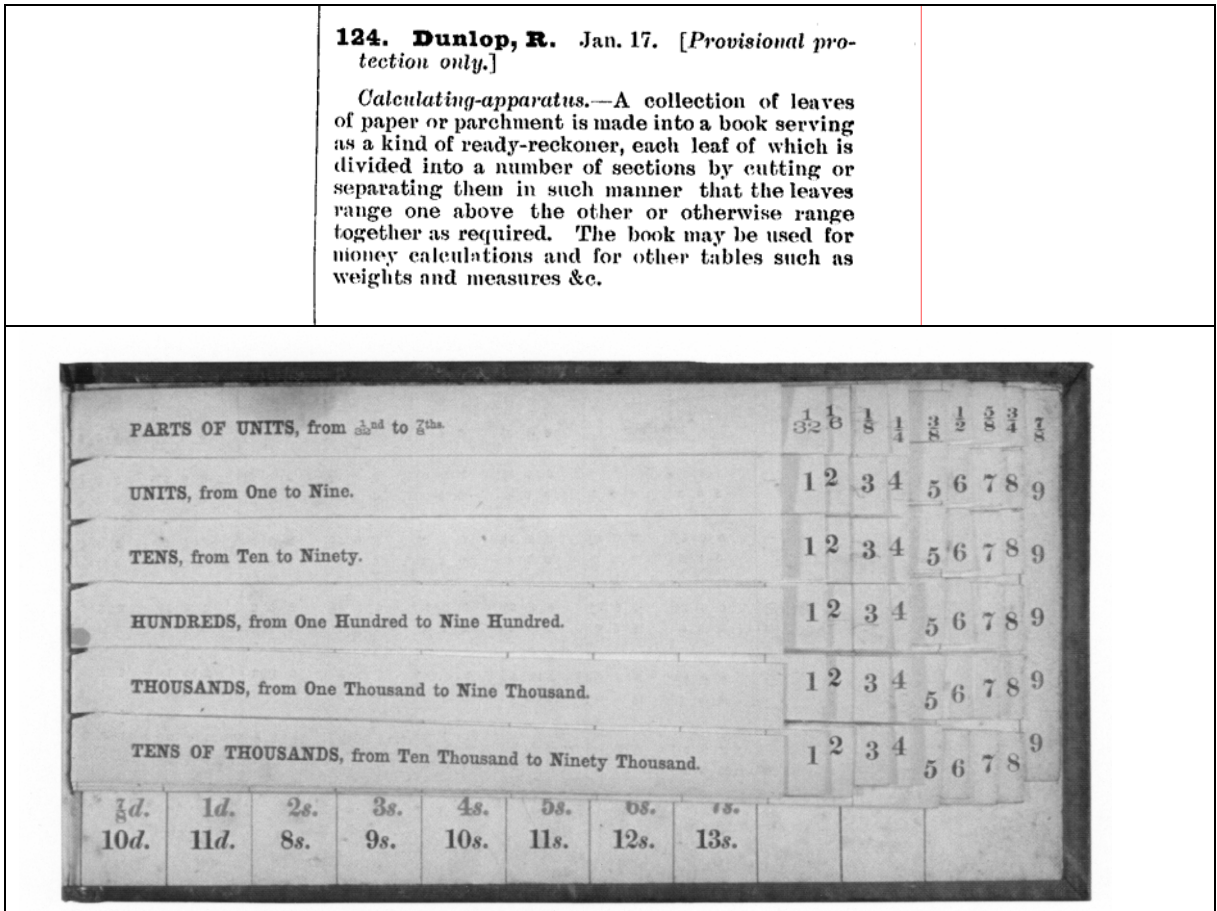 124. Dunlop, R. Jan. 17. [Provisional pro-
tection only.]
Calculating-apparatus.—A collection of leaves
of paper or parchment is made into a book serving
as a kind of ready-reckoner, each leaf of which is
divided into a number of sections by cutting or
separating them in such manner that the leaves
range one above the other or otherwise range
together as required. The book may be used for
money calculations and for other tables such as
weights and measures &c.
PARTS OF UNITS, from 1/32nd to 7/8ths. 1/32 1/8 1/4 3/8 1/2 5/8 3/4 7/8
UNITS, from One to Nine. 1 2 3 4 5 6 7 8 9
TENS, from Ten to Ninety. 1 2 3 4 5 6 7 8 9
HUNDREDS, from One Hundred to Nine Hundred. 1 2 3 4 5 6 7 8 9
THOUSANDS, from One Thousand to Nine Thousand. 1 2 3 4 5 6 7 8 9
TENS OF THOUSANDS, from Ten Thousand to Ninety Thousand. 1 2 3 4 5 6 7 8 9
7/8d. 1d. 2s. 3s. 4s. 5s. 6s. 7s.
10d. 11d. 8s. 9s. 10s. 11s. 12s. 13s.